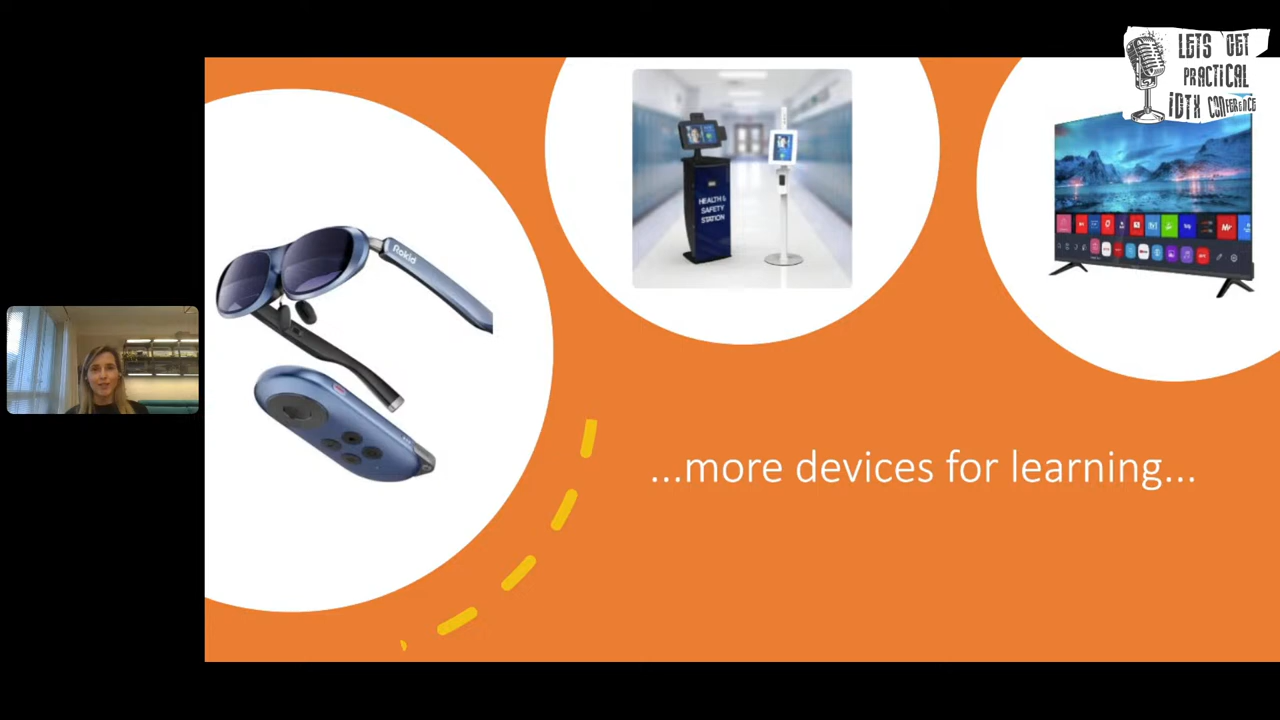 LETS GET
PRACTICAL
iDTX CONFERENCE
HEALTH &
SAFETY
STATION
Rokid
...more devices for learning...